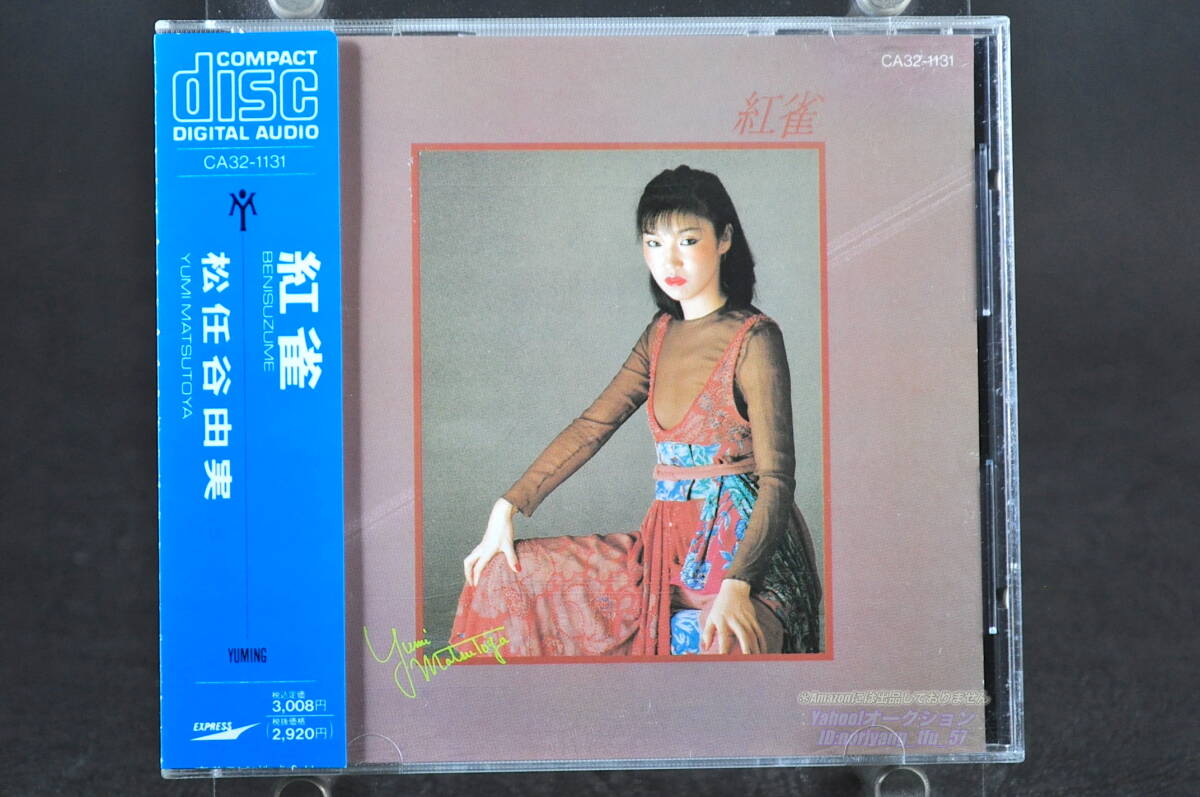 COMPACT
disc
DIGITAL AUDIO
CA32-1131
紅雀
BENISUZUME
松任谷由実
YUMI MATSUTOYA
YUMING
EXPRESS
税込定価
3,008円
(税抜価格
2,920円)
CA32-1131
紅雀
Yumi
Matsutoya
※Amazonには出品しておりません
Yahoo!オークション
ID:noriyang_tfu_57